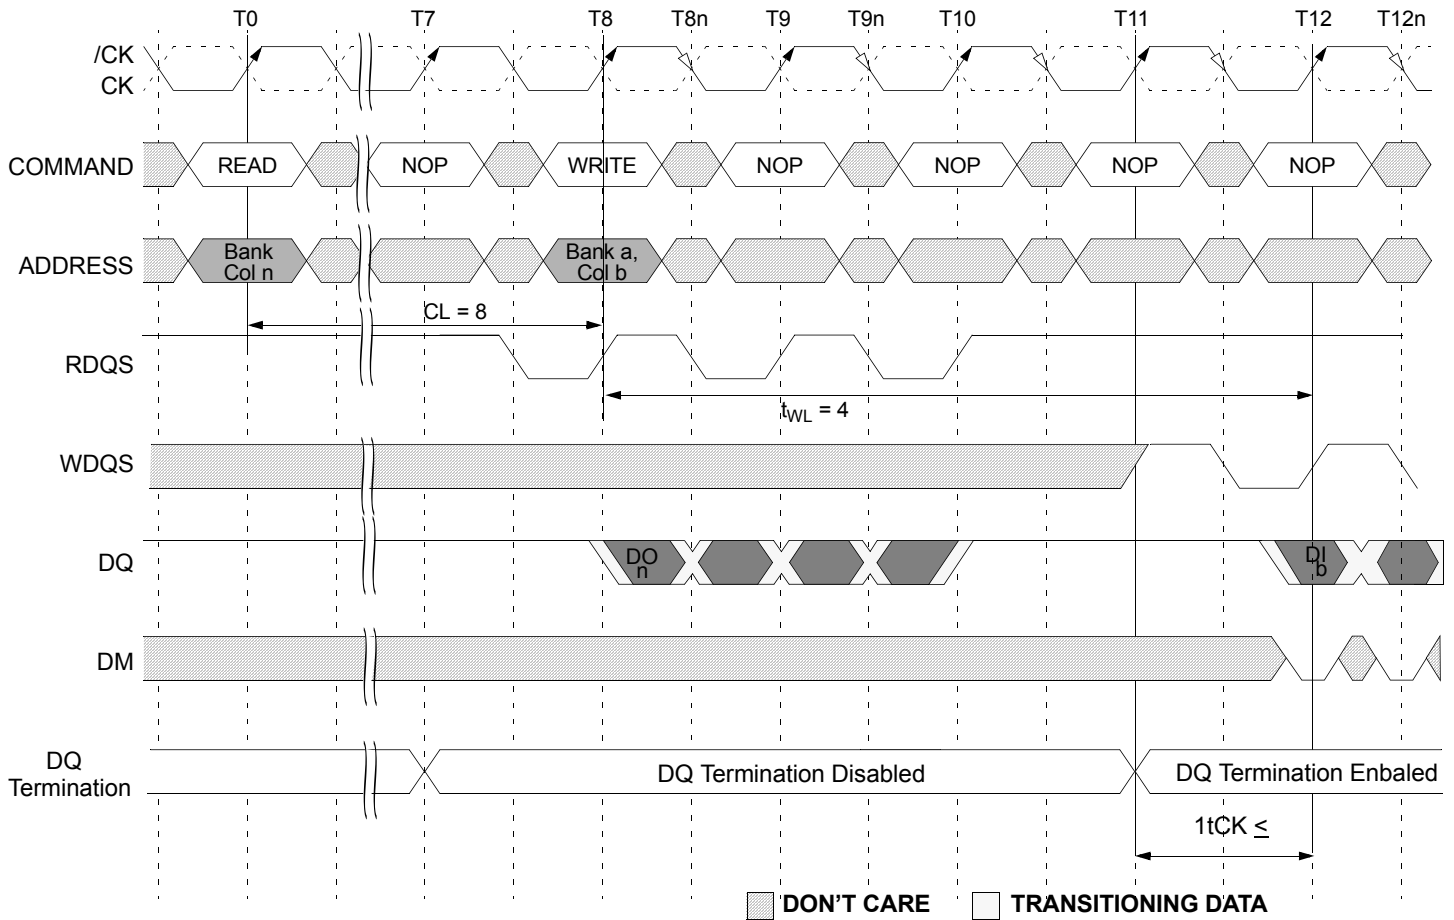 T0 T7 T8 T8n T9 T9n T10 T11 T12 T12n
/CK
CK
COMMAND READ NOP WRITE NOP NOP NOP NOP
ADDRESS
Bank
Col n
Bank a,
Col b
CL = 8
RDQS
tWL = 4
WDQS
DQ
DO
n
DI
b
DM
DQ
Termination
DQ Termination Disabled
DQ Termination Enbaled
1tCK <
DON'T CARE
TRANSITIONING DATA